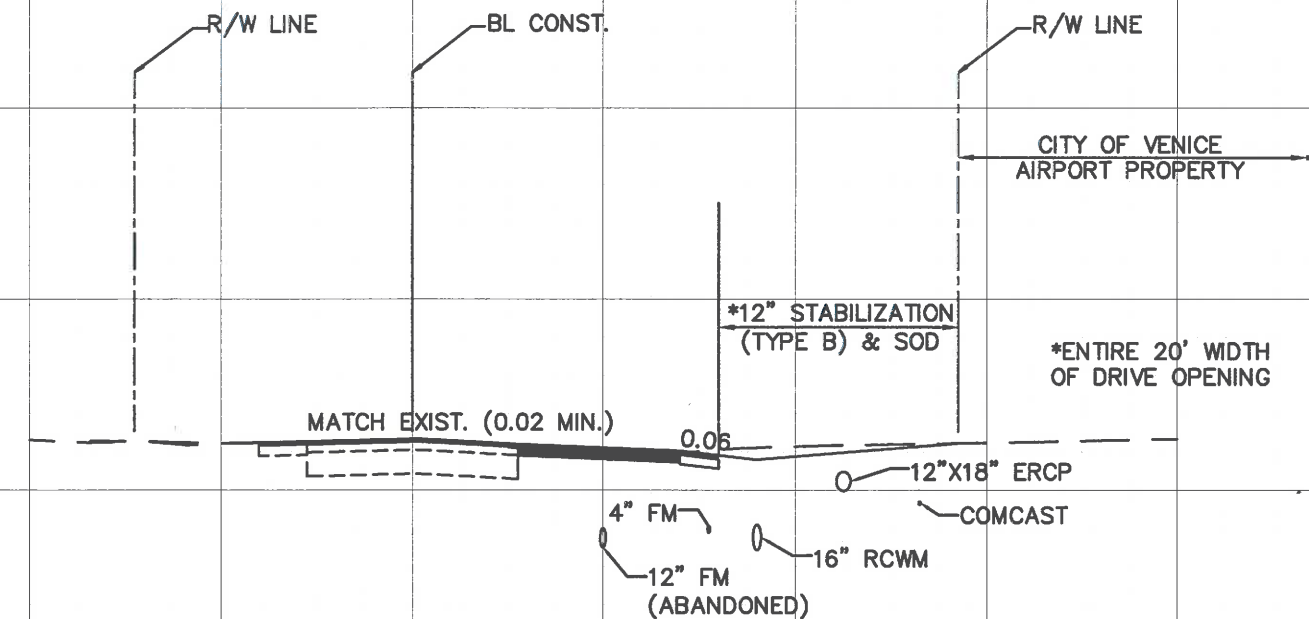 R/W LINE
BL CONST.
R/W LINE
CITY OF VENICE
AIRPORT PROPERTY
*12" STABILIZATION
(TYPE B) & SOD
*ENTIRE 20' WIDTH
OF DRIVE OPENING
MATCH EXIST. (0.02 MIN.)
0.06
12"X18" ERCP
4" FM
COMCAST
16" RCWM
12" FM
(ABANDONED)